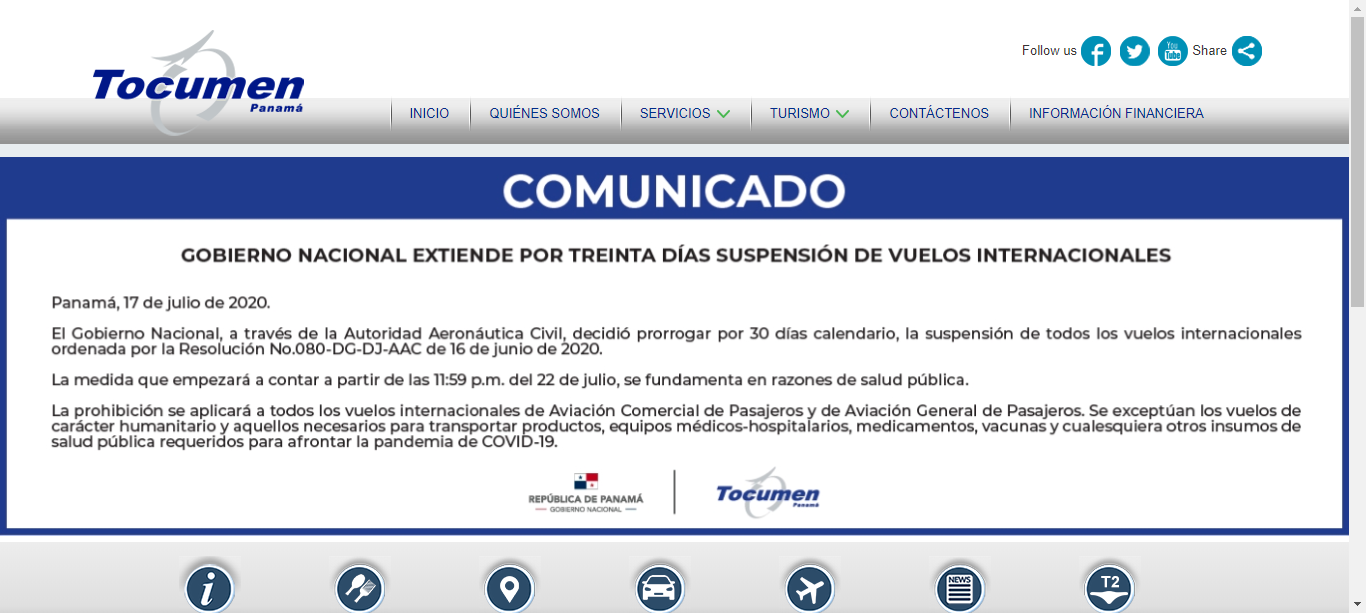 Follow us
You
Tube
Share
Tocumen
Panamá
INICIO
QUIÉNES SOMOS
SERVICIOS
TURISMO
CONTÁCTENOS
INFORMACIÓN FINANCIERA
COMUNICADO
GOBIERNO NACIONAL EXTIENDE POR TREINTA DÍAS SUSPENSIÓN DE VUELOS INTERNACIONALES
Panamá, 17 de julio de 2020.
El Gobierno Nacional, a través de la Autoridad Aeronáutica Civil, decidió prorrogar por 30 días calendario, la suspensión de todos los vuelos internacionales
ordenada por la Resolución No.080-DG-DJ-AAC de 16 de junio de 2020.
La medida que empezará a contar a partir de las 11:59 p.m. del 22 de julio, se fundamenta en razones de salud pública.
La prohibición se aplicará a todos los vuelos internacionales de Aviación Comercial de Pasajeros y de Aviación General de Pasajeros. Se exceptúan los vuelos de
carácter humanitario y aquellos necesarios para transportar productos, equipos médicos-hospitalarios, medicamentos, vacunas y cualesquiera otros insumos de
salud pública requeridos para afrontar la pandemia de COVID-19.
REPÚBLICA DE PANAMÁ
GOBIERNO NACIONAL
Tocumen
Panamá
NEWS
T2